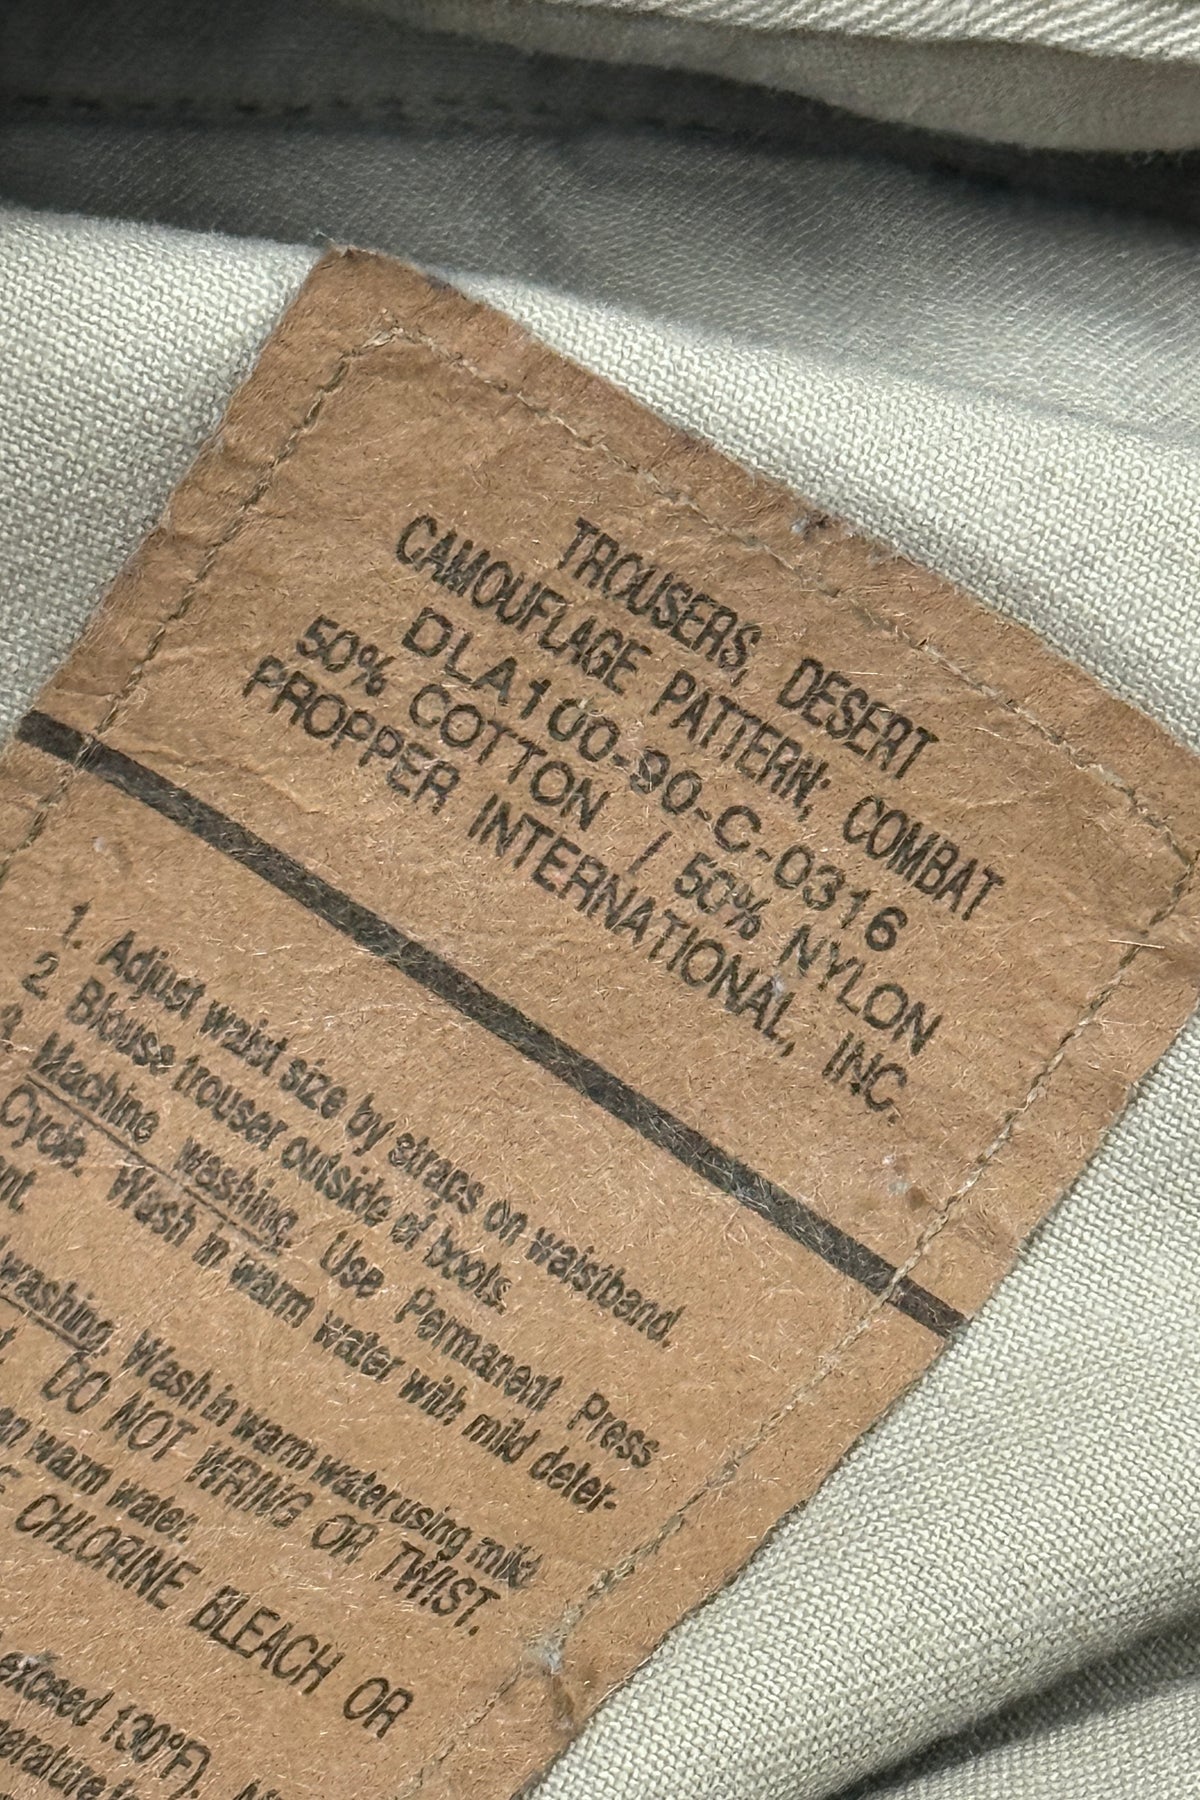 TROUSERS, DESERT
CAMOUFLAGE PATTERN; COMBAT
DLA100-90-C-0316
50% COTTON / 50% NYLON
PROPPER INTERNATIONAL, INC.
1. Adjust waist size by straps on waistband.
2. Blouse trouser outside of boots.
3. Machine washing. Use Permanent Press
Cycle. Wash in warm water with mild deter-
washing. Wash in warm water using mild
DO NOT WRING OR TWIST.
warm water.
CHLORINE BLEACH OR
exceed 130°F).